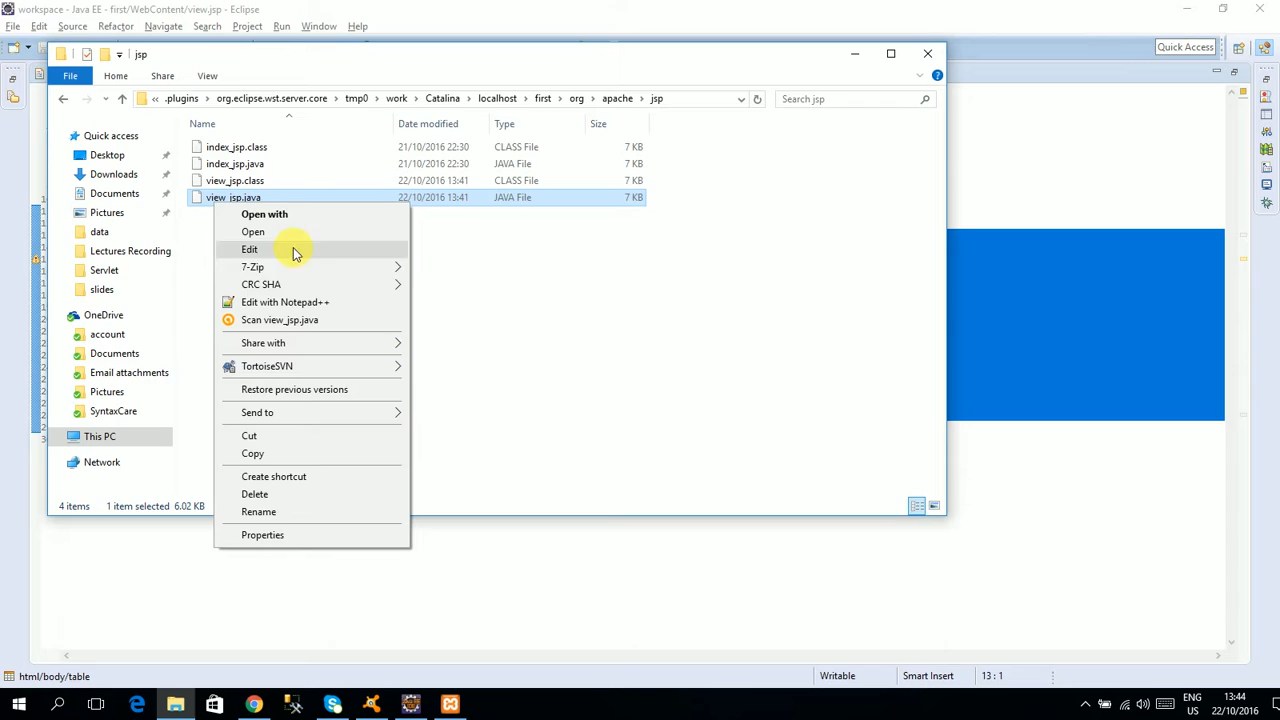 workspace - Java EE - first/WebContent/view.jsp - Eclipse
File Edit Source Refactor Navigate Search Project Run Window Help
Quick Access
jsp
File Home Share View
« .plugins > org.eclipse.wst.server.core > tmp0 > work > Catalina > localhost > first > org > apache > jsp
Search jsp
Name Date modified Type Size
Quick access
Desktop
Downloads
Documents
Pictures
data
Lectures Recording
Servlet
slides
OneDrive
account
Documents
Email attachments
Pictures
SyntaxCare
This PC
Network
index_jsp.class 21/10/2016 22:30 CLASS File 7 KB
index_jsp.java 21/10/2016 22:30 JAVA File 7 KB
view_jsp.class 22/10/2016 13:41 CLASS File 7 KB
view_jsp.java 22/10/2016 13:41 JAVA File 7 KB
Open with
Open
Edit
7-Zip
CRC SHA
Edit with Notepad++
Scan view_jsp.java
Share with
TortoiseSVN
Restore previous versions
Send to
Cut
Copy
Create shortcut
Delete
Rename
Properties
4 items 1 item selected 6.02 KB
html/body/table
Writable Smart Insert 13 : 1
ENG
US
13:44
22/10/2016